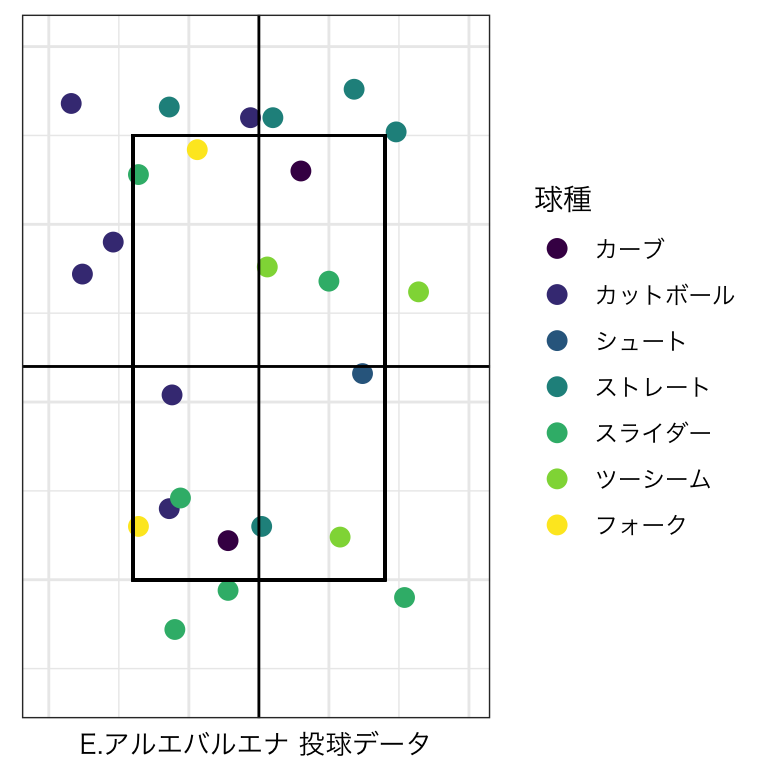 球種
カーブ
カットボール
シュート
ストレート
スライダー
ツーシーム
フォーク
E.アルエバルエナ 投球データ